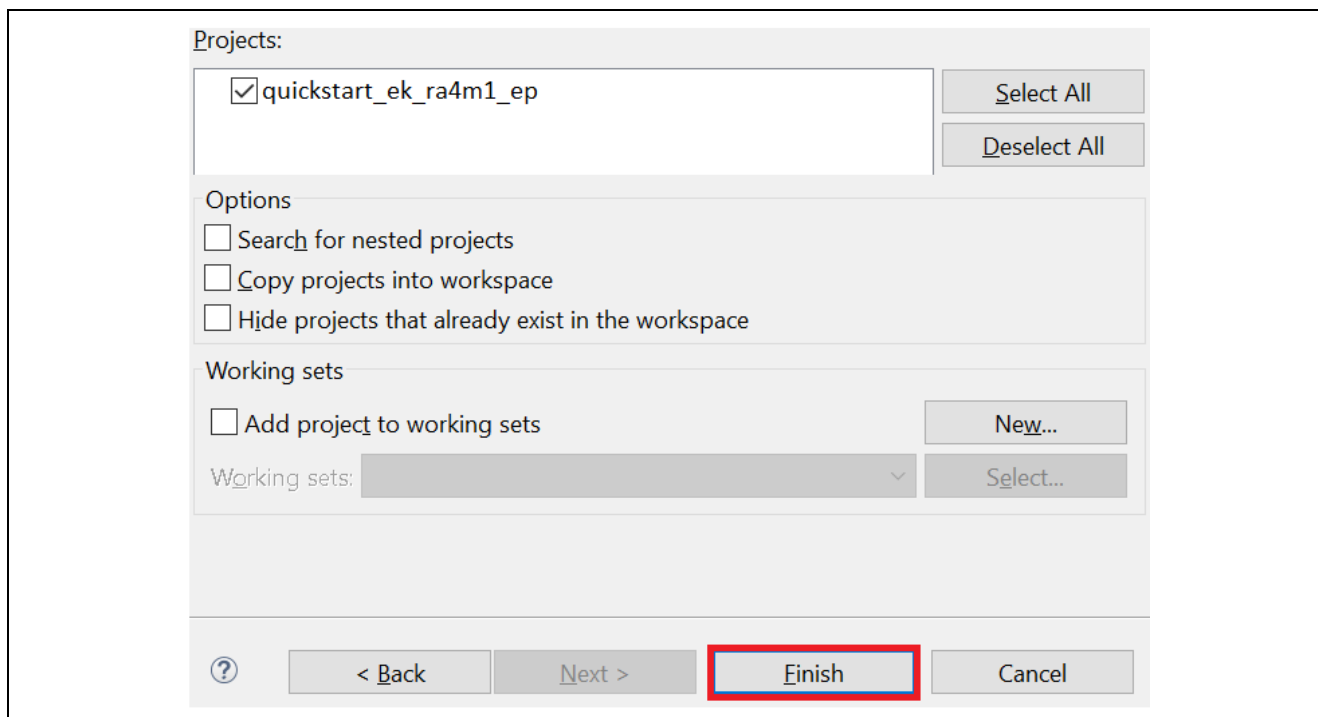 Projects:
quickstart_ek_ra4m1_ep
Select All
Deselect All
Options
Search for nested projects
Copy projects into workspace
Hide projects that already exist in the workspace
Working sets
Add project to working sets
New...
Working sets:
Select...
?
< Back
Next >
Finish
Cancel